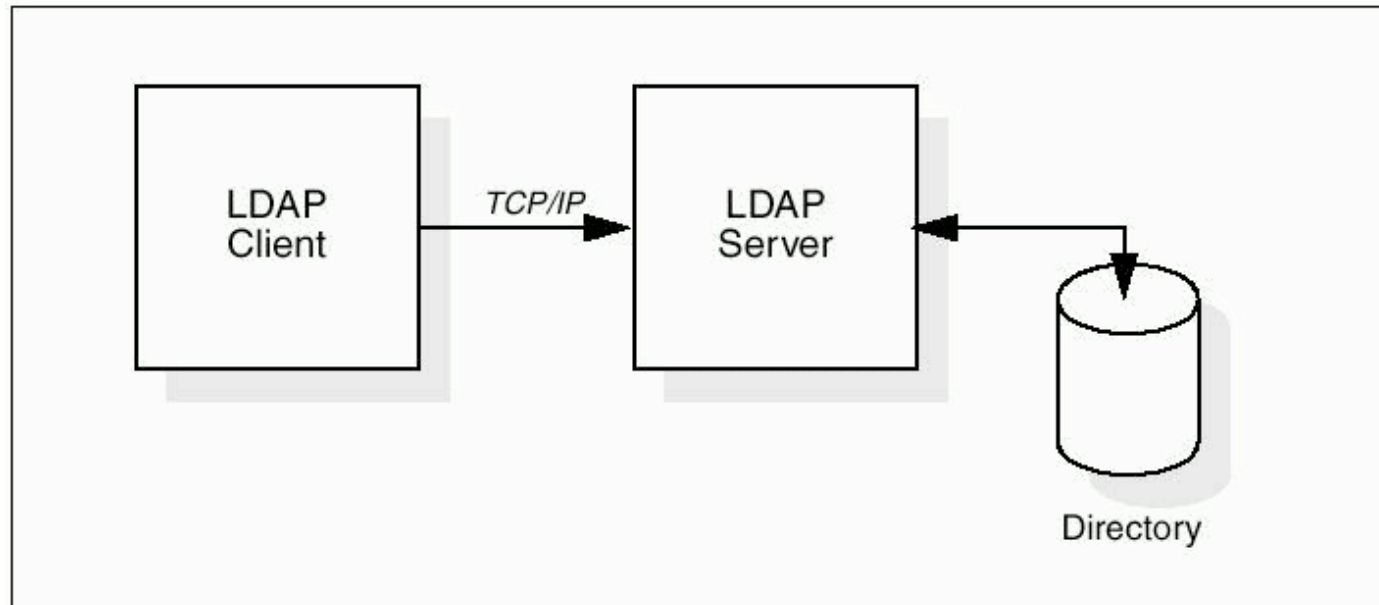 LDAP
Client
TCP/IP
LDAP
Server
Directory